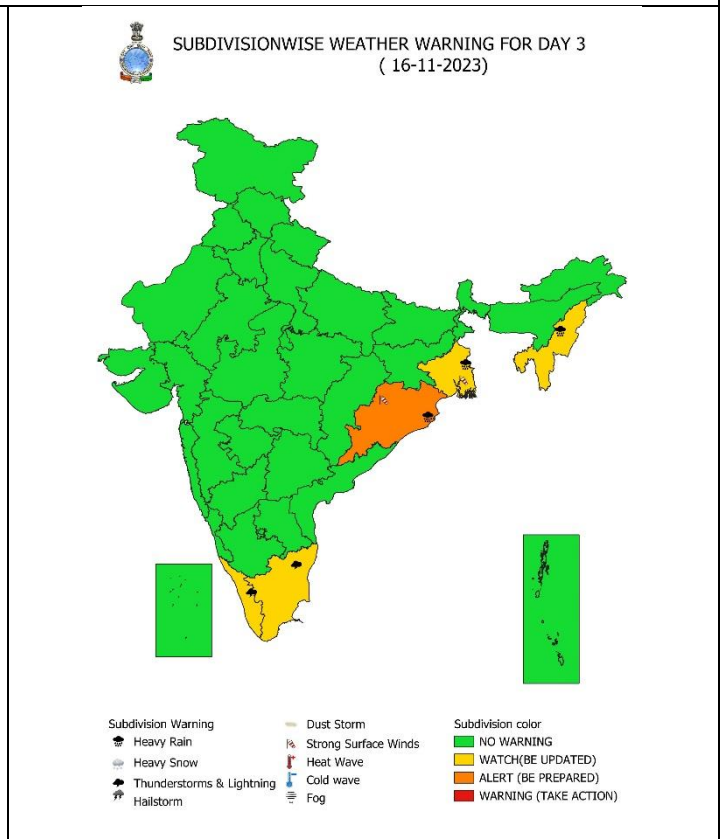 SUBDIVISIONWISE WEATHER WARNING FOR DAY 3
( 16-11-2023)
Subdivision Warning
Heavy Rain
Heavy Snow
Thunderstorms & Lightning
Hailstorm
Dust Storm
Strong Surface Winds
Heat Wave
Cold wave
Fog
Subdivision color
NO WARNING
WATCH(BE UPDATED)
ALERT (BE PREPARED)
WARNING (TAKE ACTION)